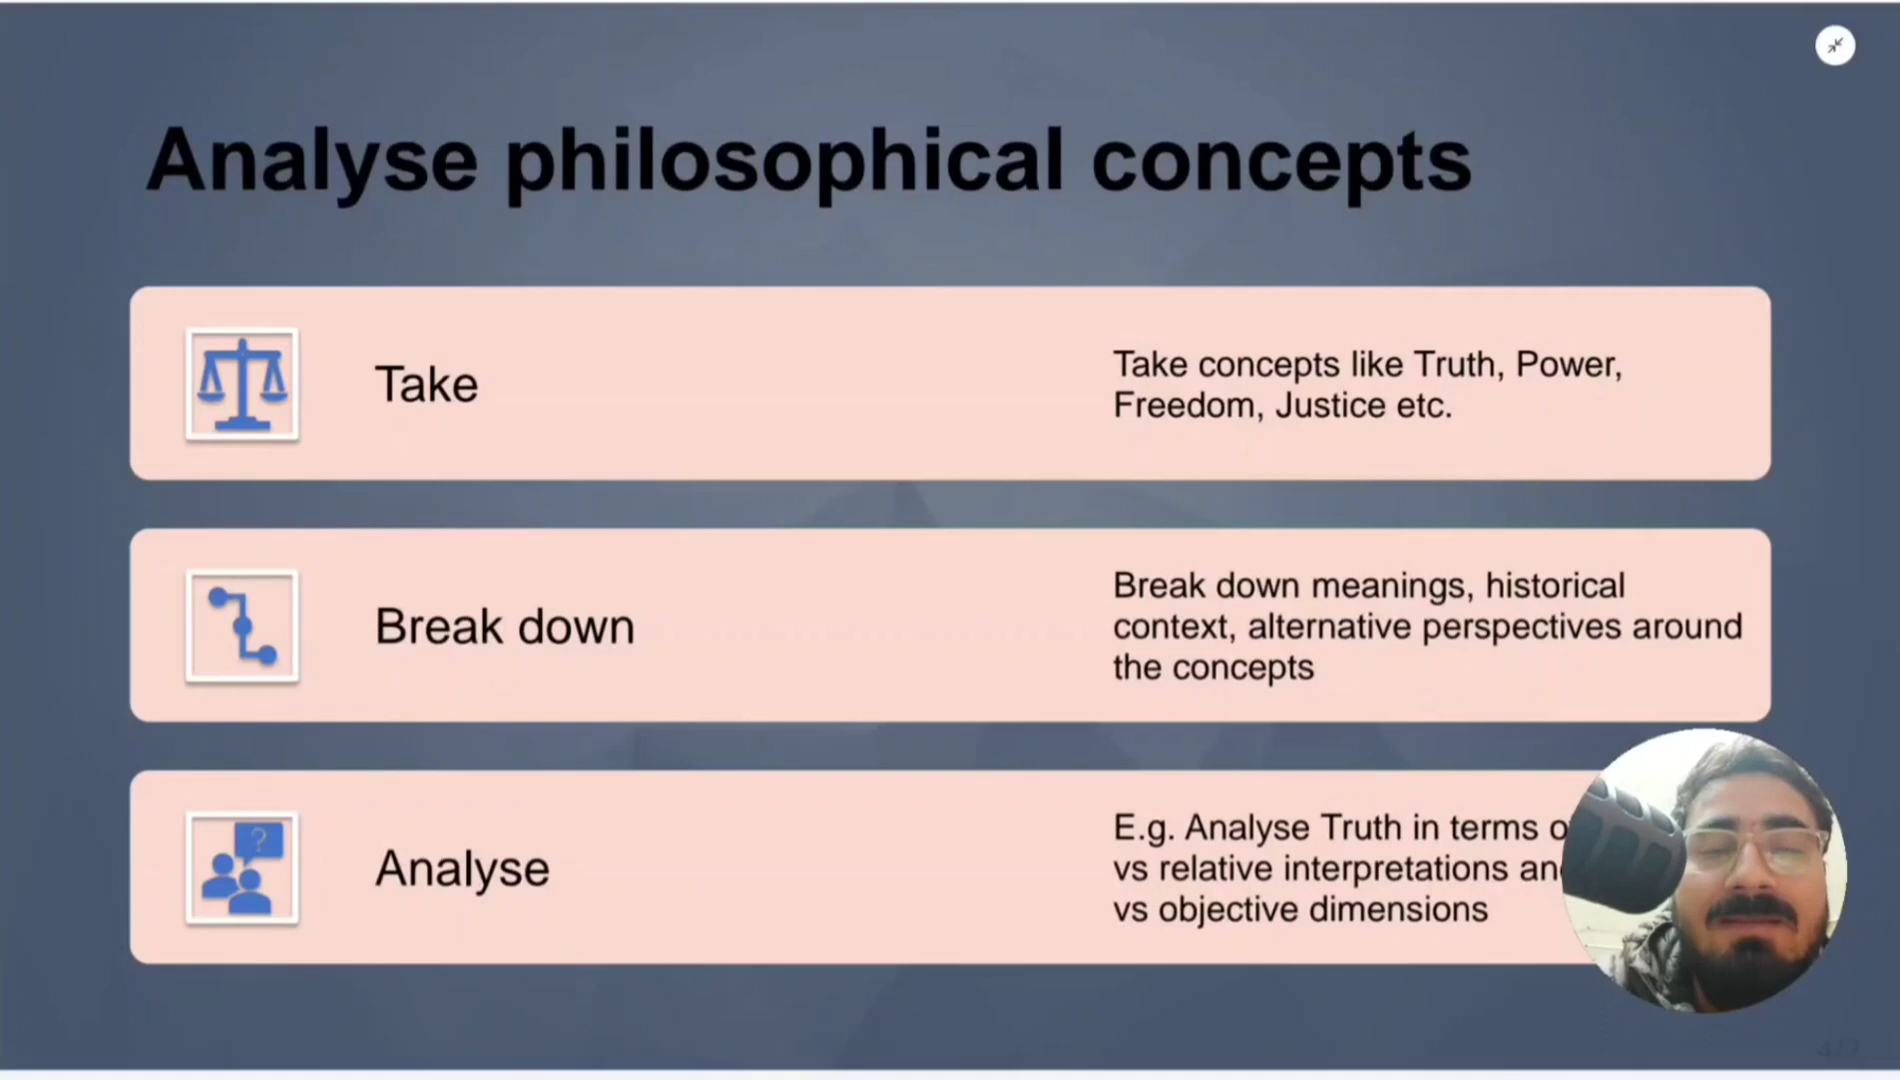 Analyse philosophical concepts
Take
Take concepts like Truth, Power,
Freedom, Justice etc.
Break down
Break down meanings, historical
context, alternative perspectives around
the concepts
?
Analyse
E.g. Analyse Truth in terms
vs relative interpretations
vs objective dimensions